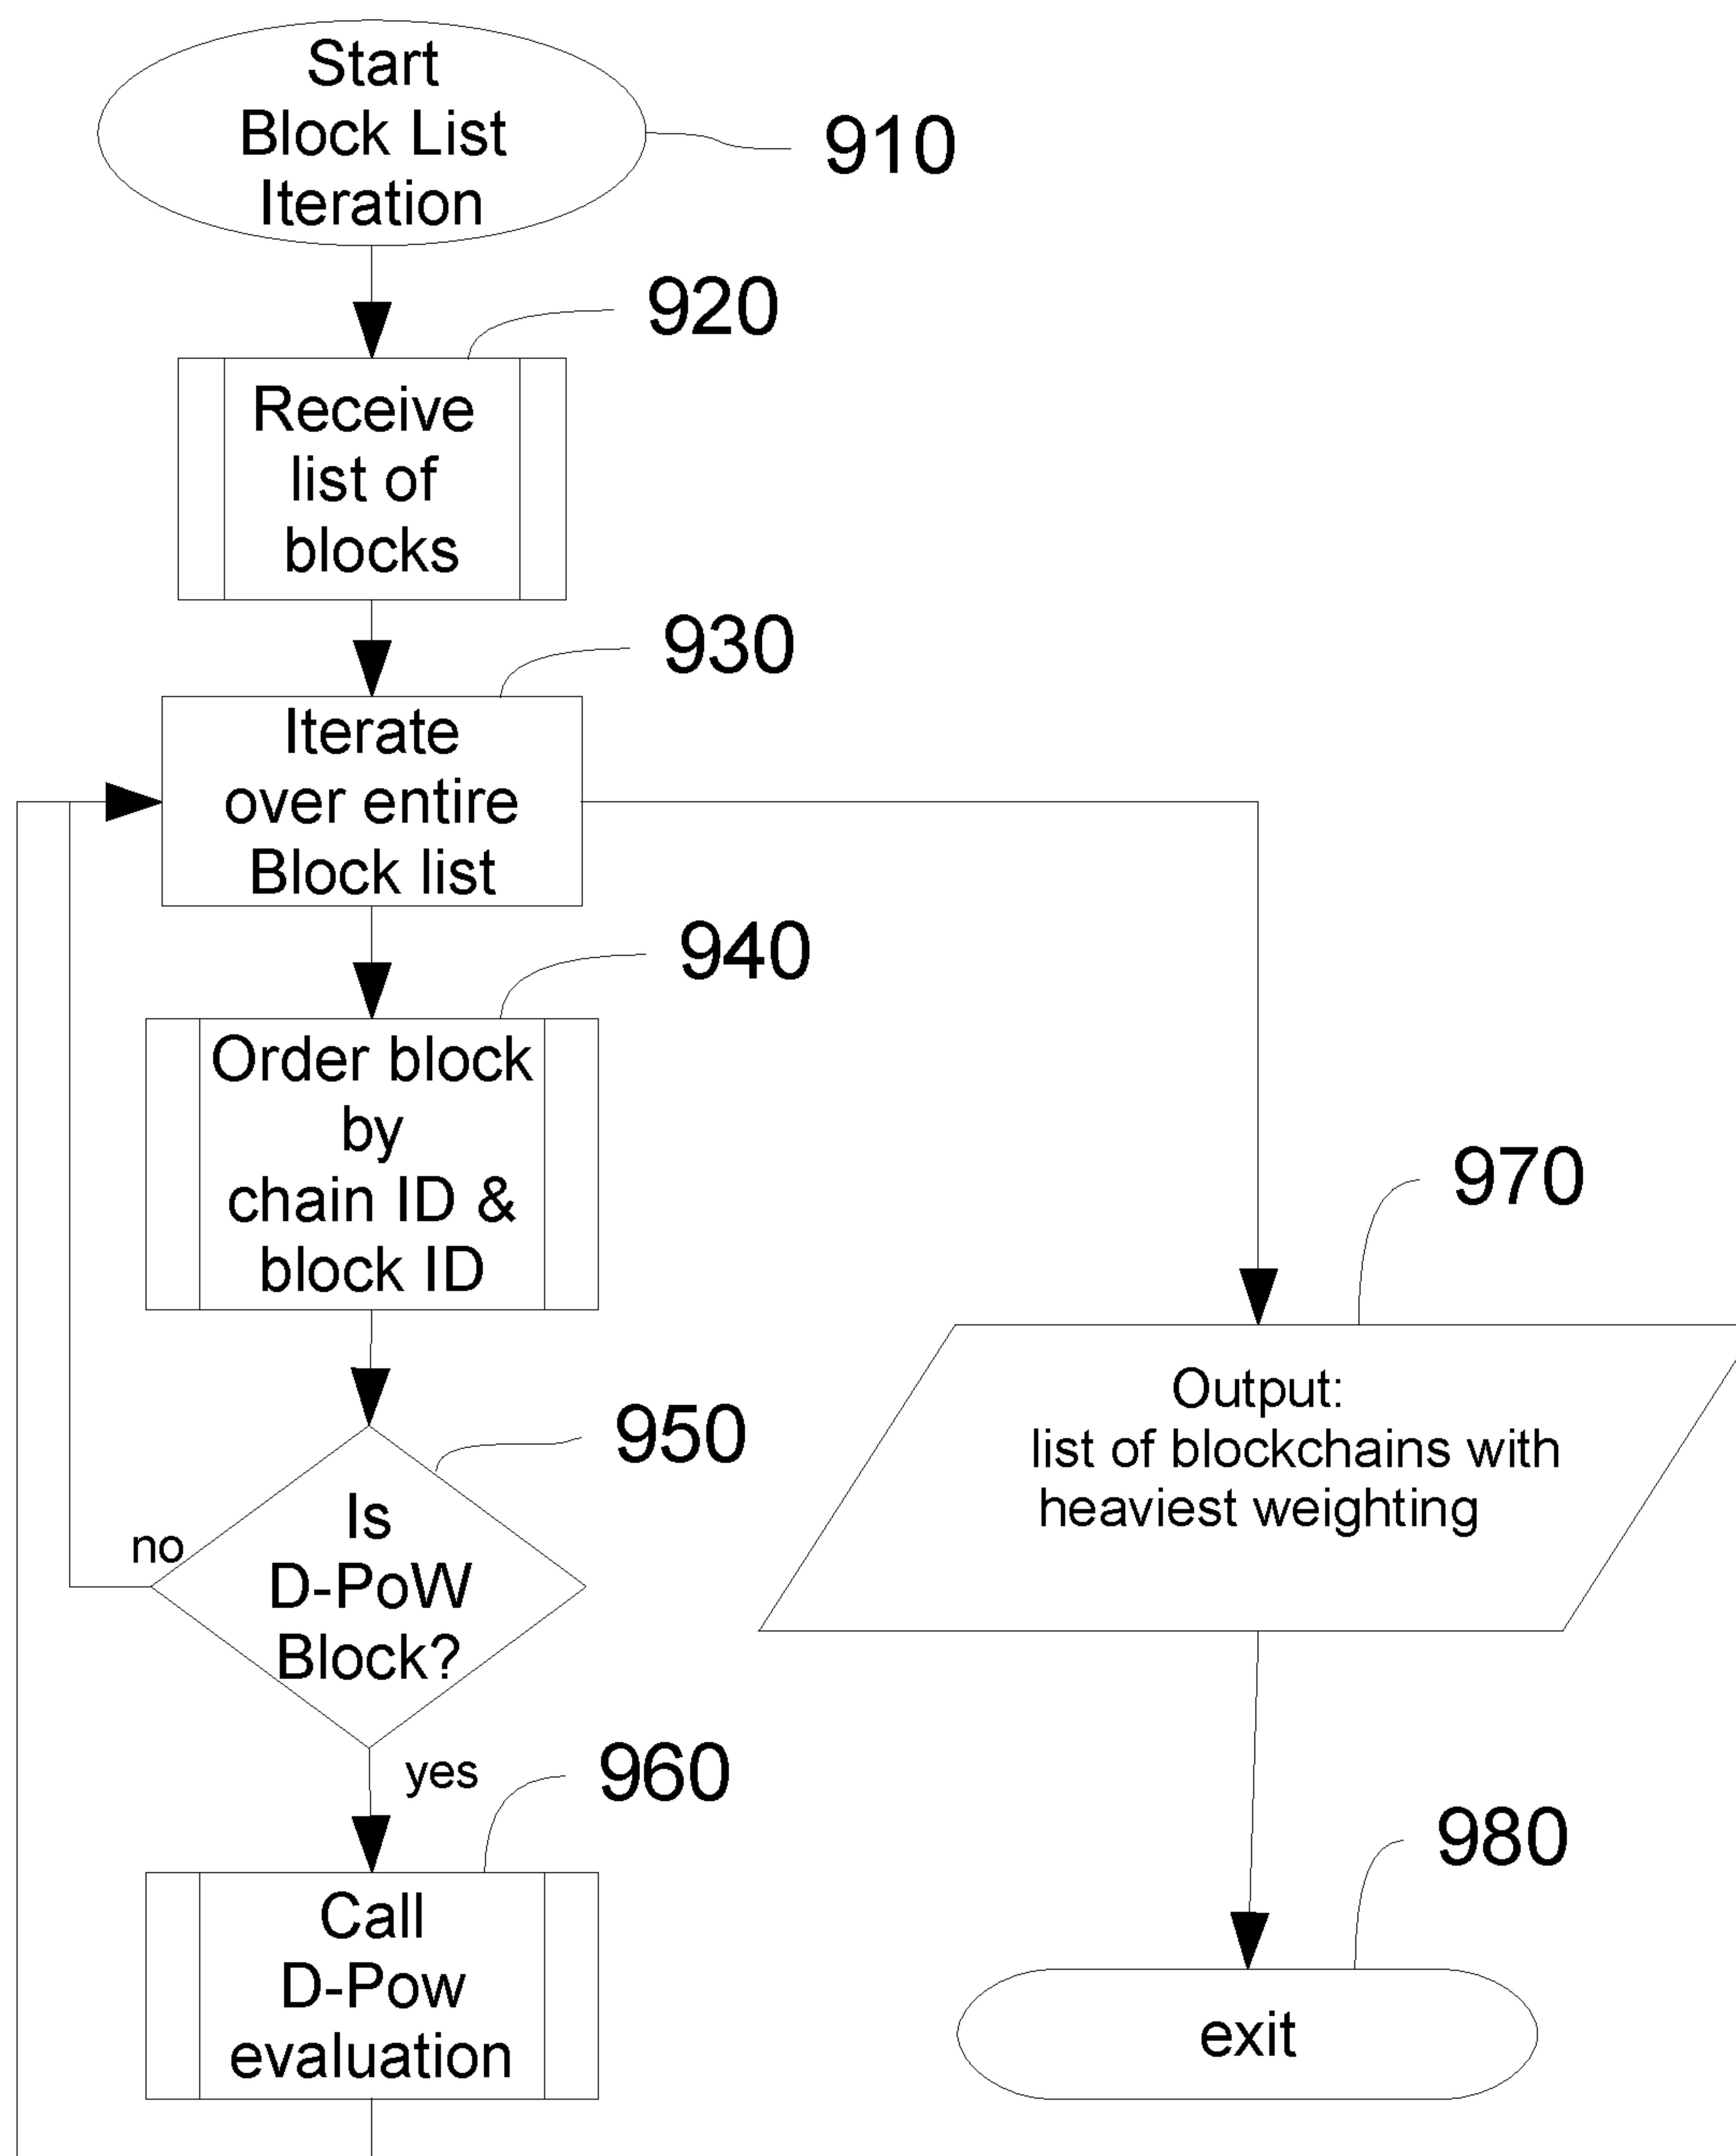 Start
Block List
Iteration
910
920
Receive
list of
blocks
930
Iterate
over entire
Block list
940
Order block
by
chain ID &
block ID
970
Output:
list of blockchains with
heaviest weighting
950
Is
D-PoW
Block?
no
yes
960
Call
D-Pow
evaluation
980
exit